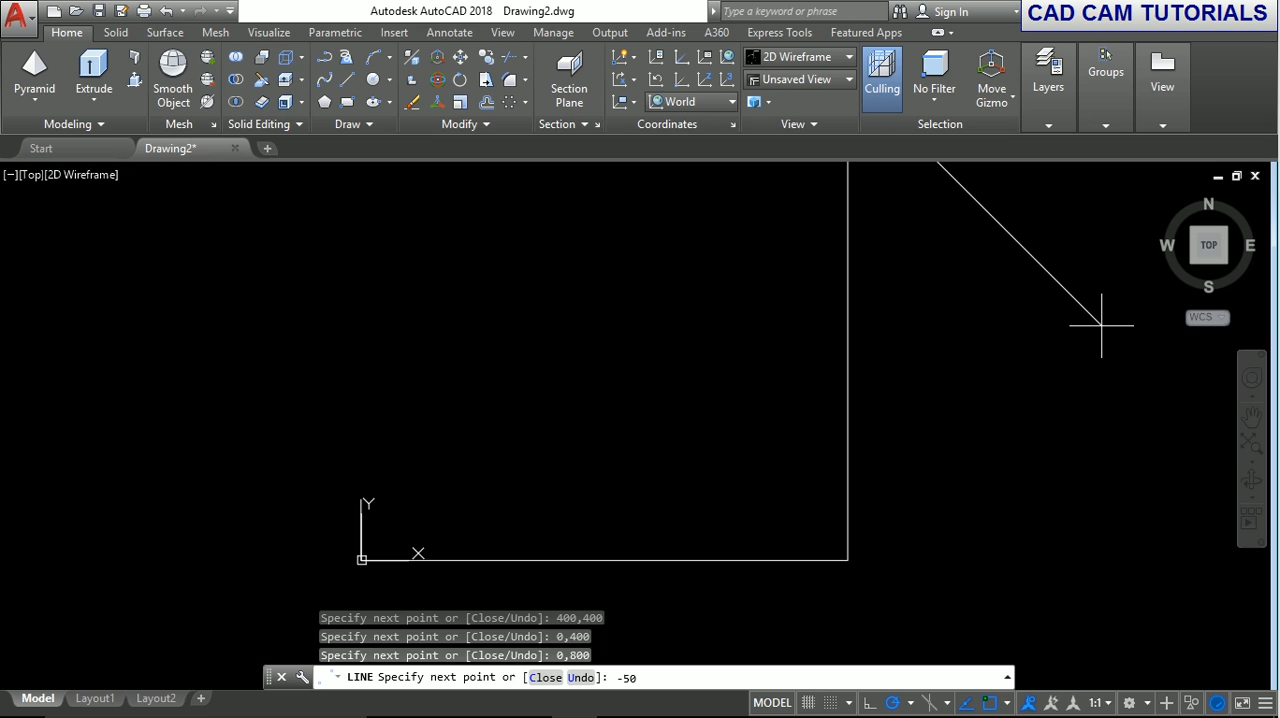 Autodesk AutoCAD 2018 Drawing2.dwg
Type a keyword or phrase
Sign In
CAD CAM TUTORIALS
Home Solid Surface Mesh Visualize Parametric Insert Annotate View Manage Output Add-ins A360 Express Tools Featured Apps
Pyramid
Extrude
Smooth
Object
Section
Plane
2D Wireframe
Unsaved View
World
Culling
No Filter
Move
Gizmo
Layers
Groups
View
Modeling Mesh Solid Editing Draw Modify Section Coordinates View Selection
Start Drawing2*
[−][Top][2D Wireframe]
N
W TOP E
S
WCS
Y
X
Specify next point or [Close/Undo]: 400,400
Specify next point or [Close/Undo]: 0,400
Specify next point or [Close/Undo]: 0,800
LINE Specify next point or [Close Undo]: -50
Model Layout1 Layout2
MODEL
1:1